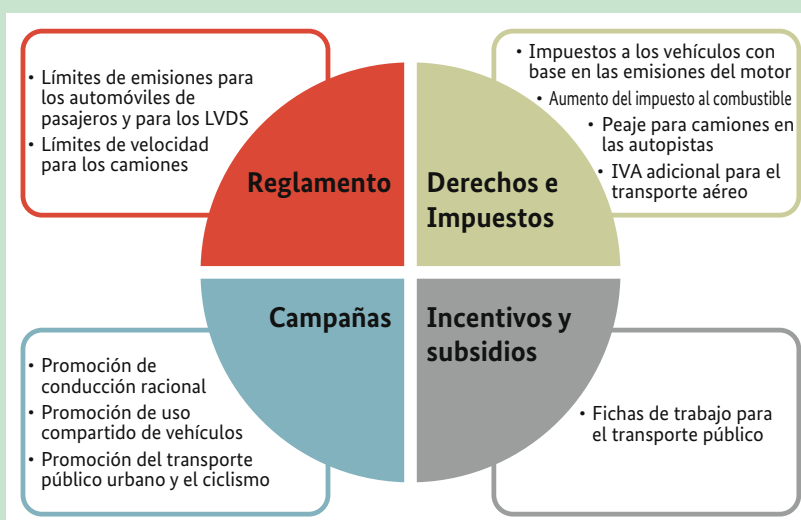 • Límites de emisiones para
los automóviles de
pasajeros y para los LVDS
• Límites de velocidad
para los camiones
Reglamento
• Impuestos a los vehículos con
base en las emisiones del motor
• Aumento del impuesto al combustible
• Peaje para camiones en
las autopistas
• IVA adicional para el
transporte aéreo
Derechos e
Impuestos
Campañas
• Promoción de
conducción racional
• Promoción de uso
compartido de vehículos
• Promoción del transporte
público urbano y el ciclismo
Incentivos y
subsidios
• Fichas de trabajo para
el transporte público